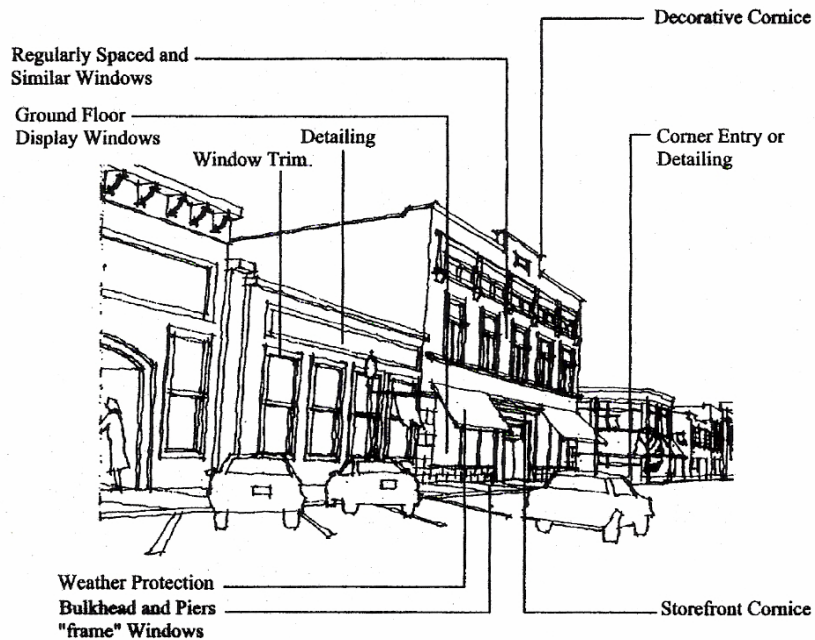 Decorative Cornice
Regularly Spaced and
Similar Windows
Ground Floor
Display Windows
Detailing
Corner Entry or
Detailing
Window Trim.
Weather Protection
Bulkhead and Piers
"frame" Windows
Storefront Cornice